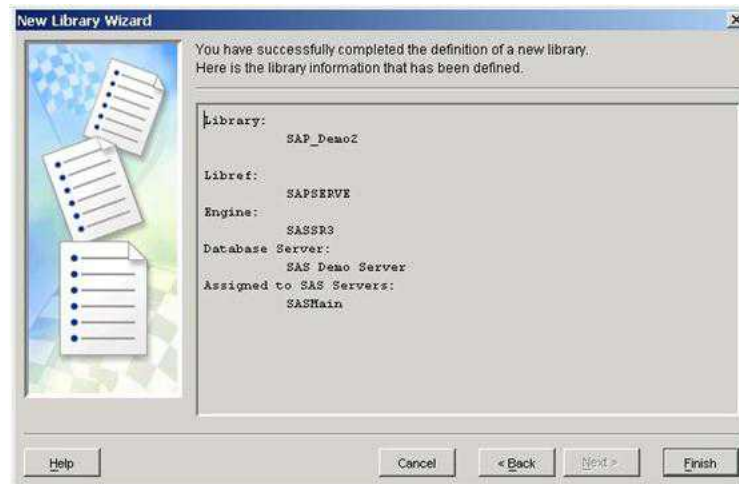 New Library Wizard
You have successfully completed the definition of a new library.
Here is the library information that has been defined.
Library:
SAP_Demo2
Libref:
SAPSERVE
Engine:
SASSR3
Database Server:
SAS Demo Server
Assigned to SAS Servers:
SASMain
Help
Cancel
< Back
Next >
Finish